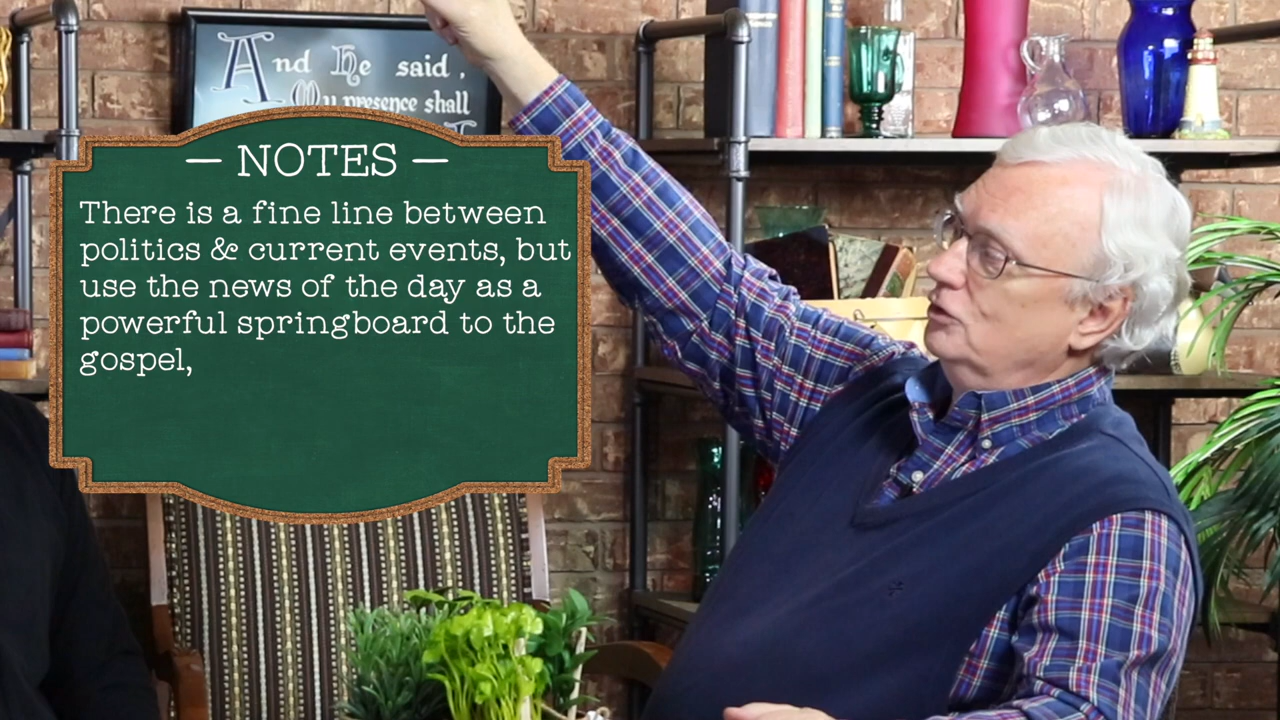 And He said,
My presence shall
— NOTES —
There is a fine line between
politics & current events, but
use the news of the day as a
powerful springboard to the
gospel,